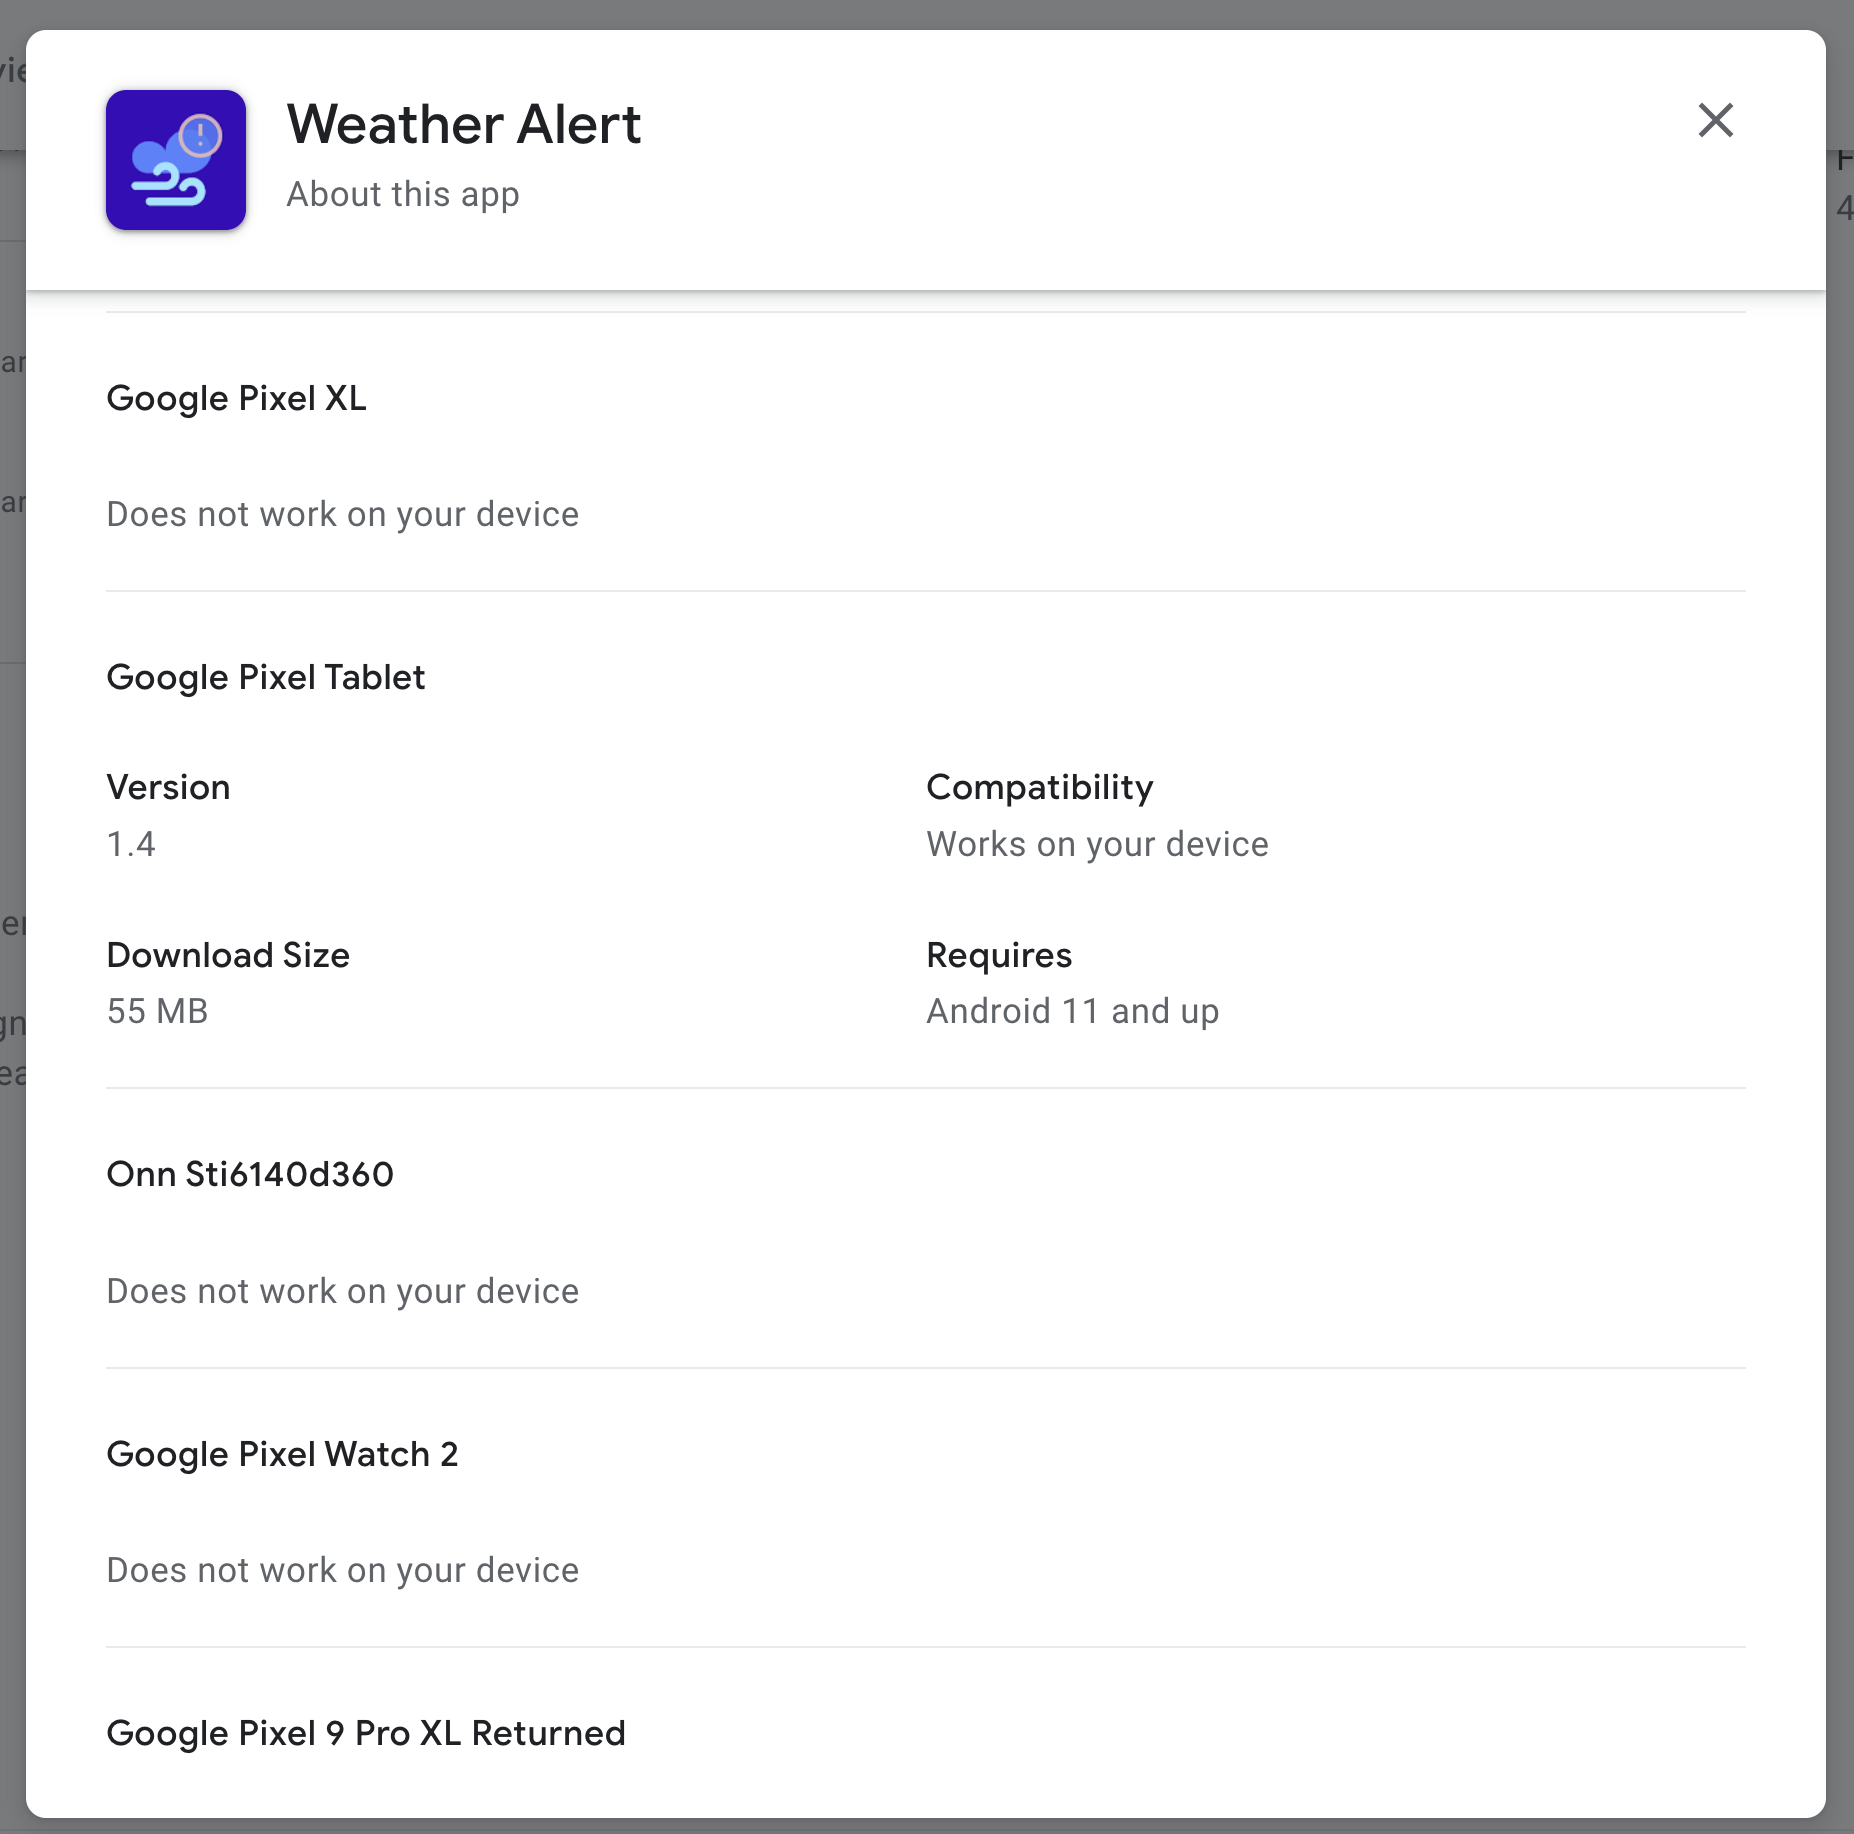 Weather Alert
About this app
Google Pixel XL
Does not work on your device
Google Pixel Tablet
Version
1.4
Compatibility
Works on your device
Download Size
55 MB
Requires
Android 11 and up
Onn Sti6140d360
Does not work on your device
Google Pixel Watch 2
Does not work on your device
Google Pixel 9 Pro XL Returned